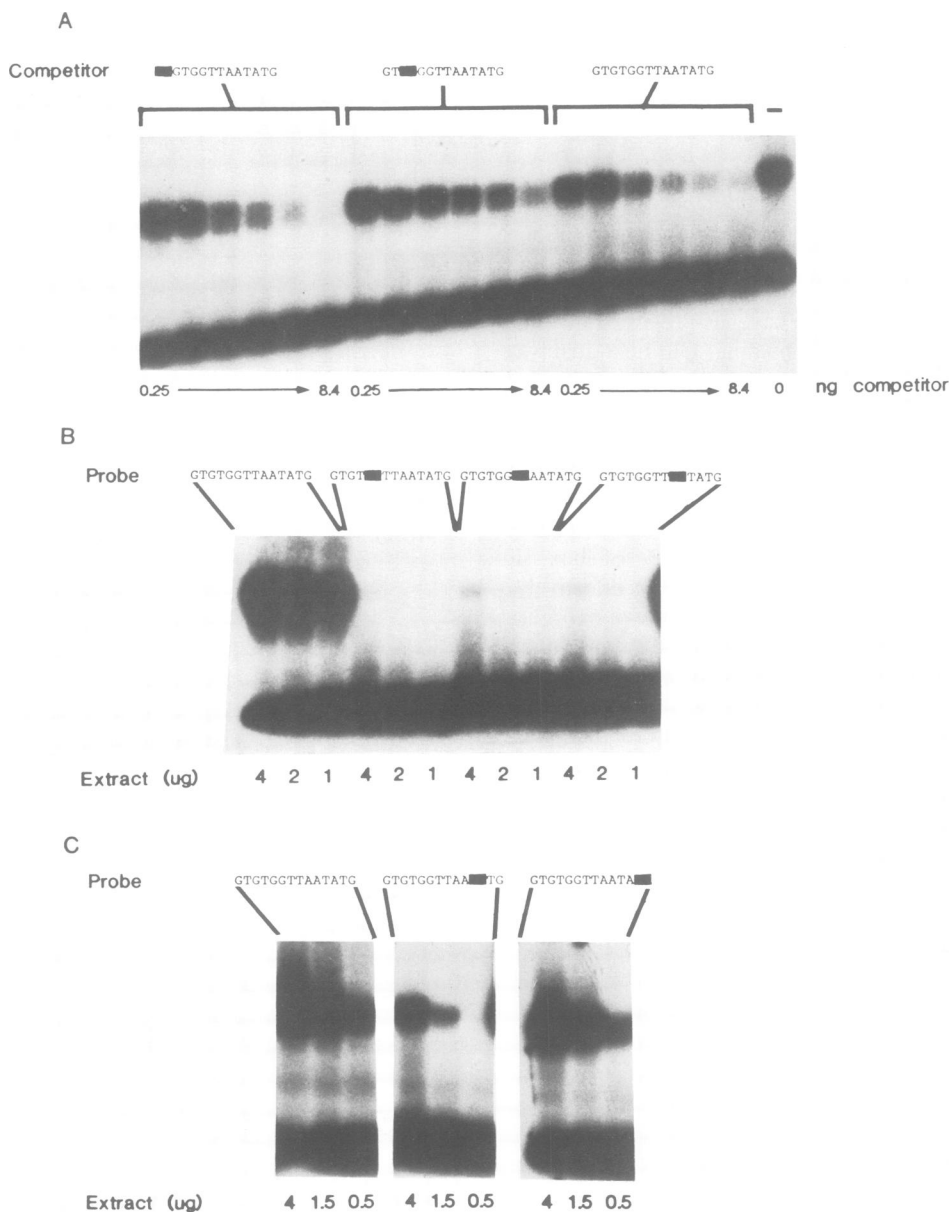 A
Competitor ■GTGGTTAATATG GT■GGTTAATATG GTGTGGTTAATATG –
0.25 8.4 0.25 8.4 0.25 8.4 0 ng competitor
B
Probe GTGTGGTTAATATG GTGT■TTAATATG GTGTGG■AATATG GTGTGGTT■TATG
Extract (ug) 4 2 1 4 2 1 4 2 1 4 2 1
C
Probe GTGTGGTTAATATG GTGTGGTTAA■TG GTGTGGTTAATA■
Extract (ug) 4 1.5 0.5 4 1.5 0.5 4 1.5 0.5